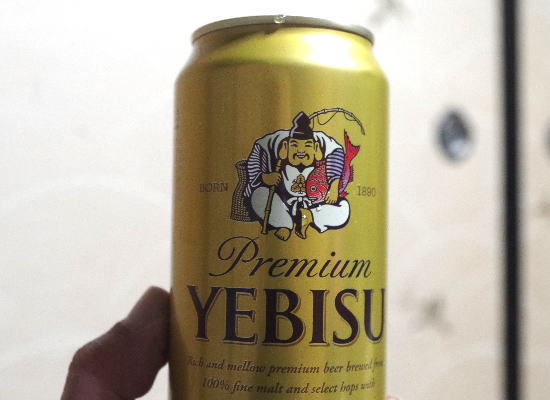 BORN 1890
Premium
YEBISU
Rich and mellow premium beer brewed from
100% fine malt and select hops with